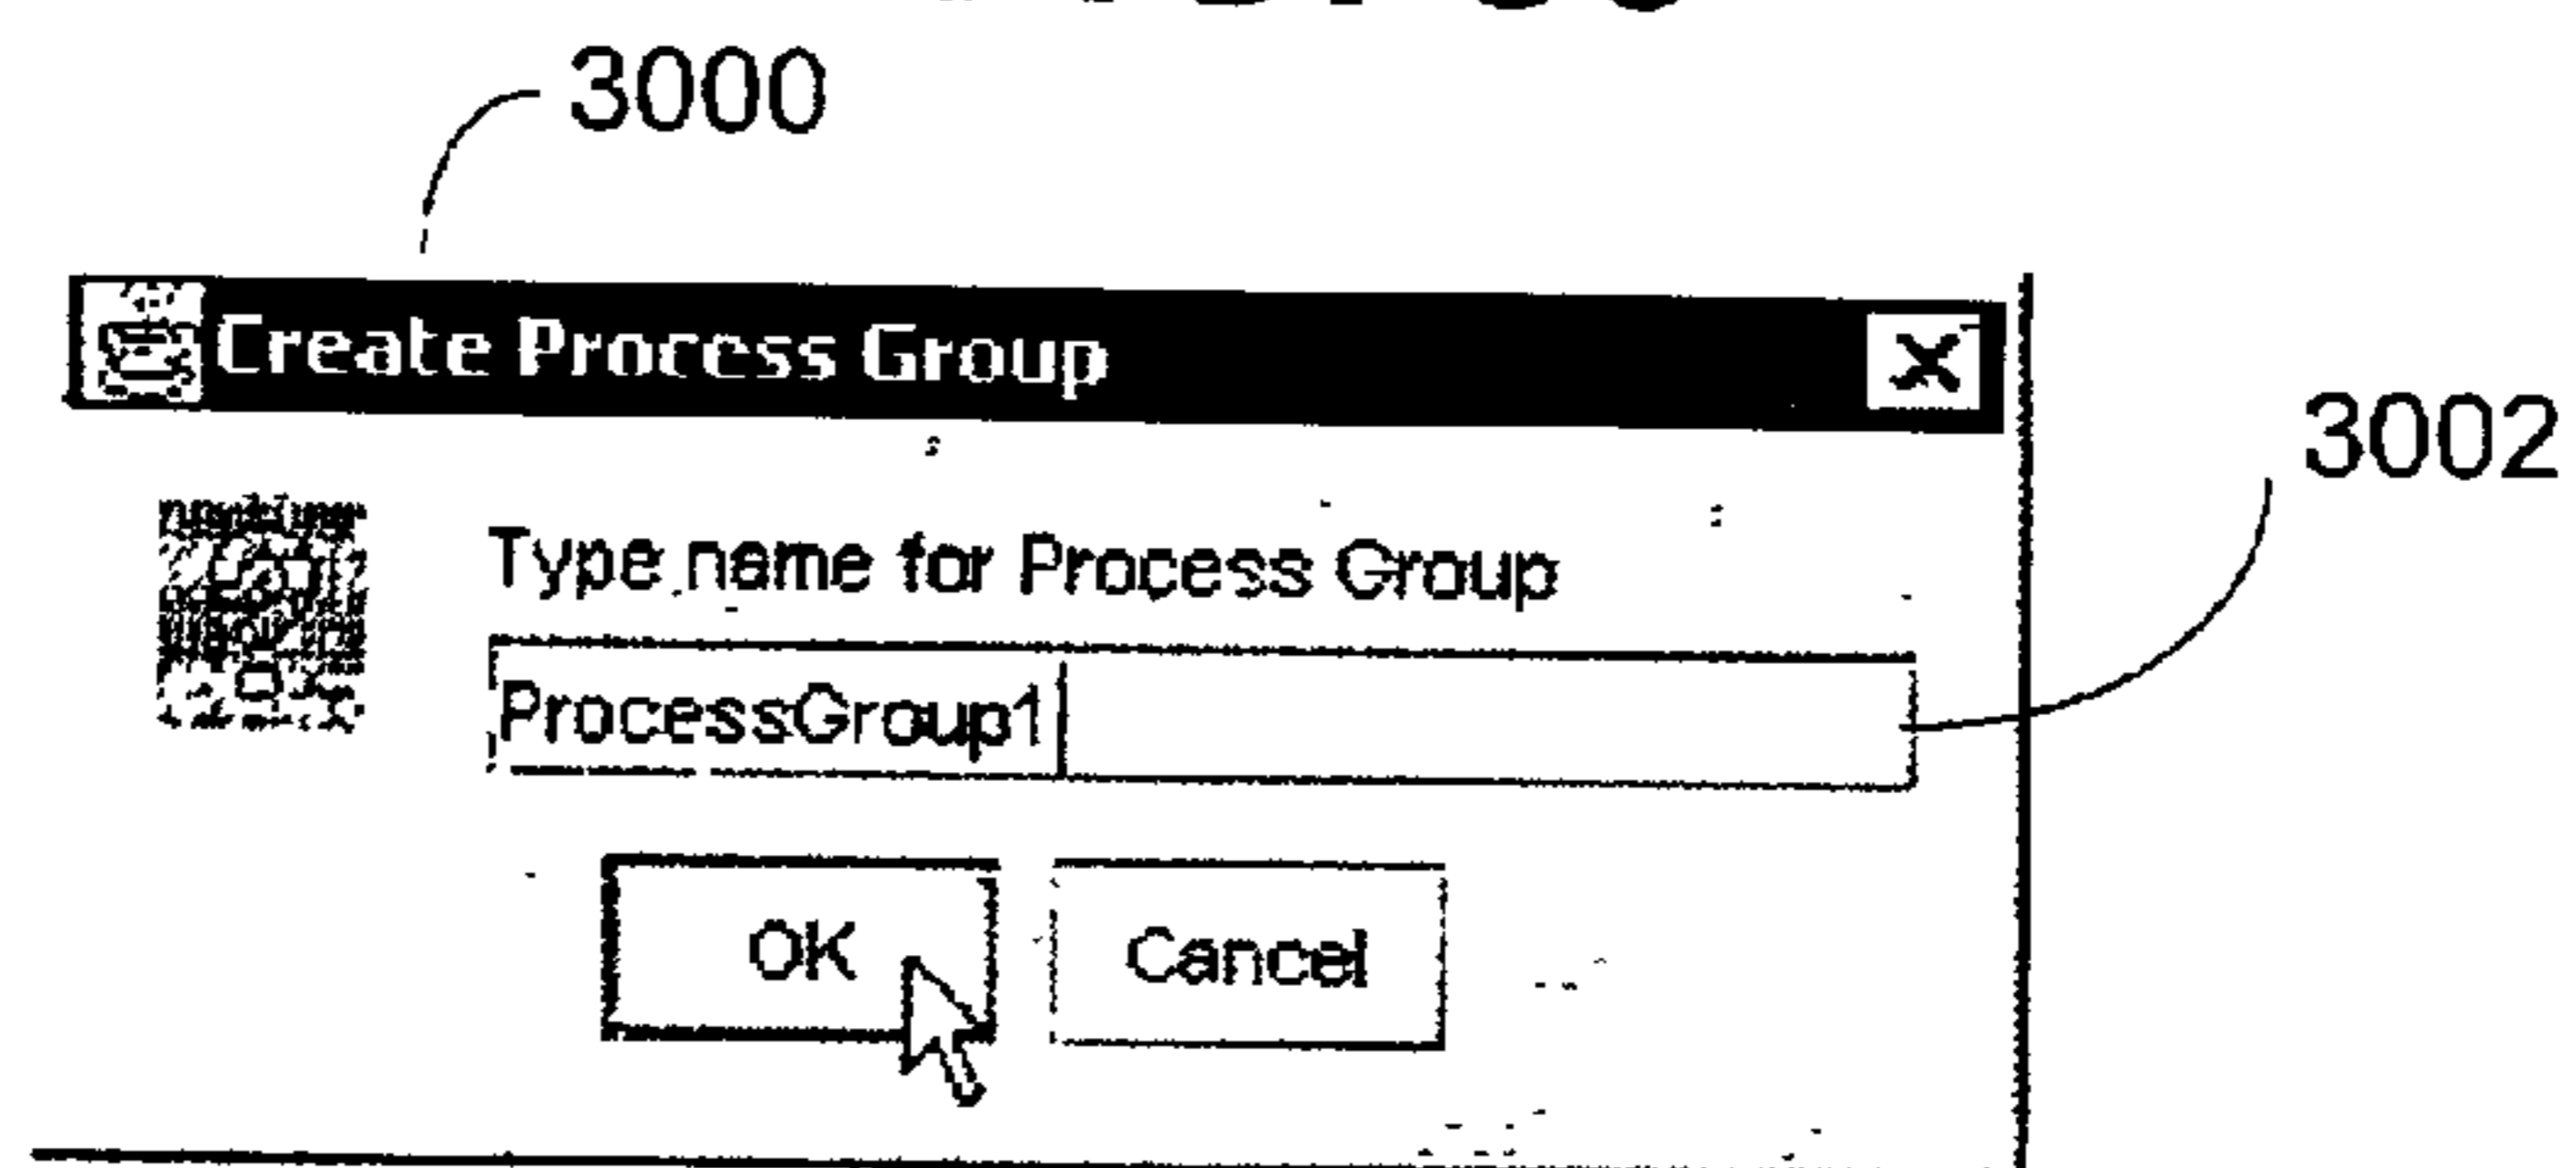 3000
Create Process Group
3002
Type name for Process Group
ProcessGroup1
OK Cancel